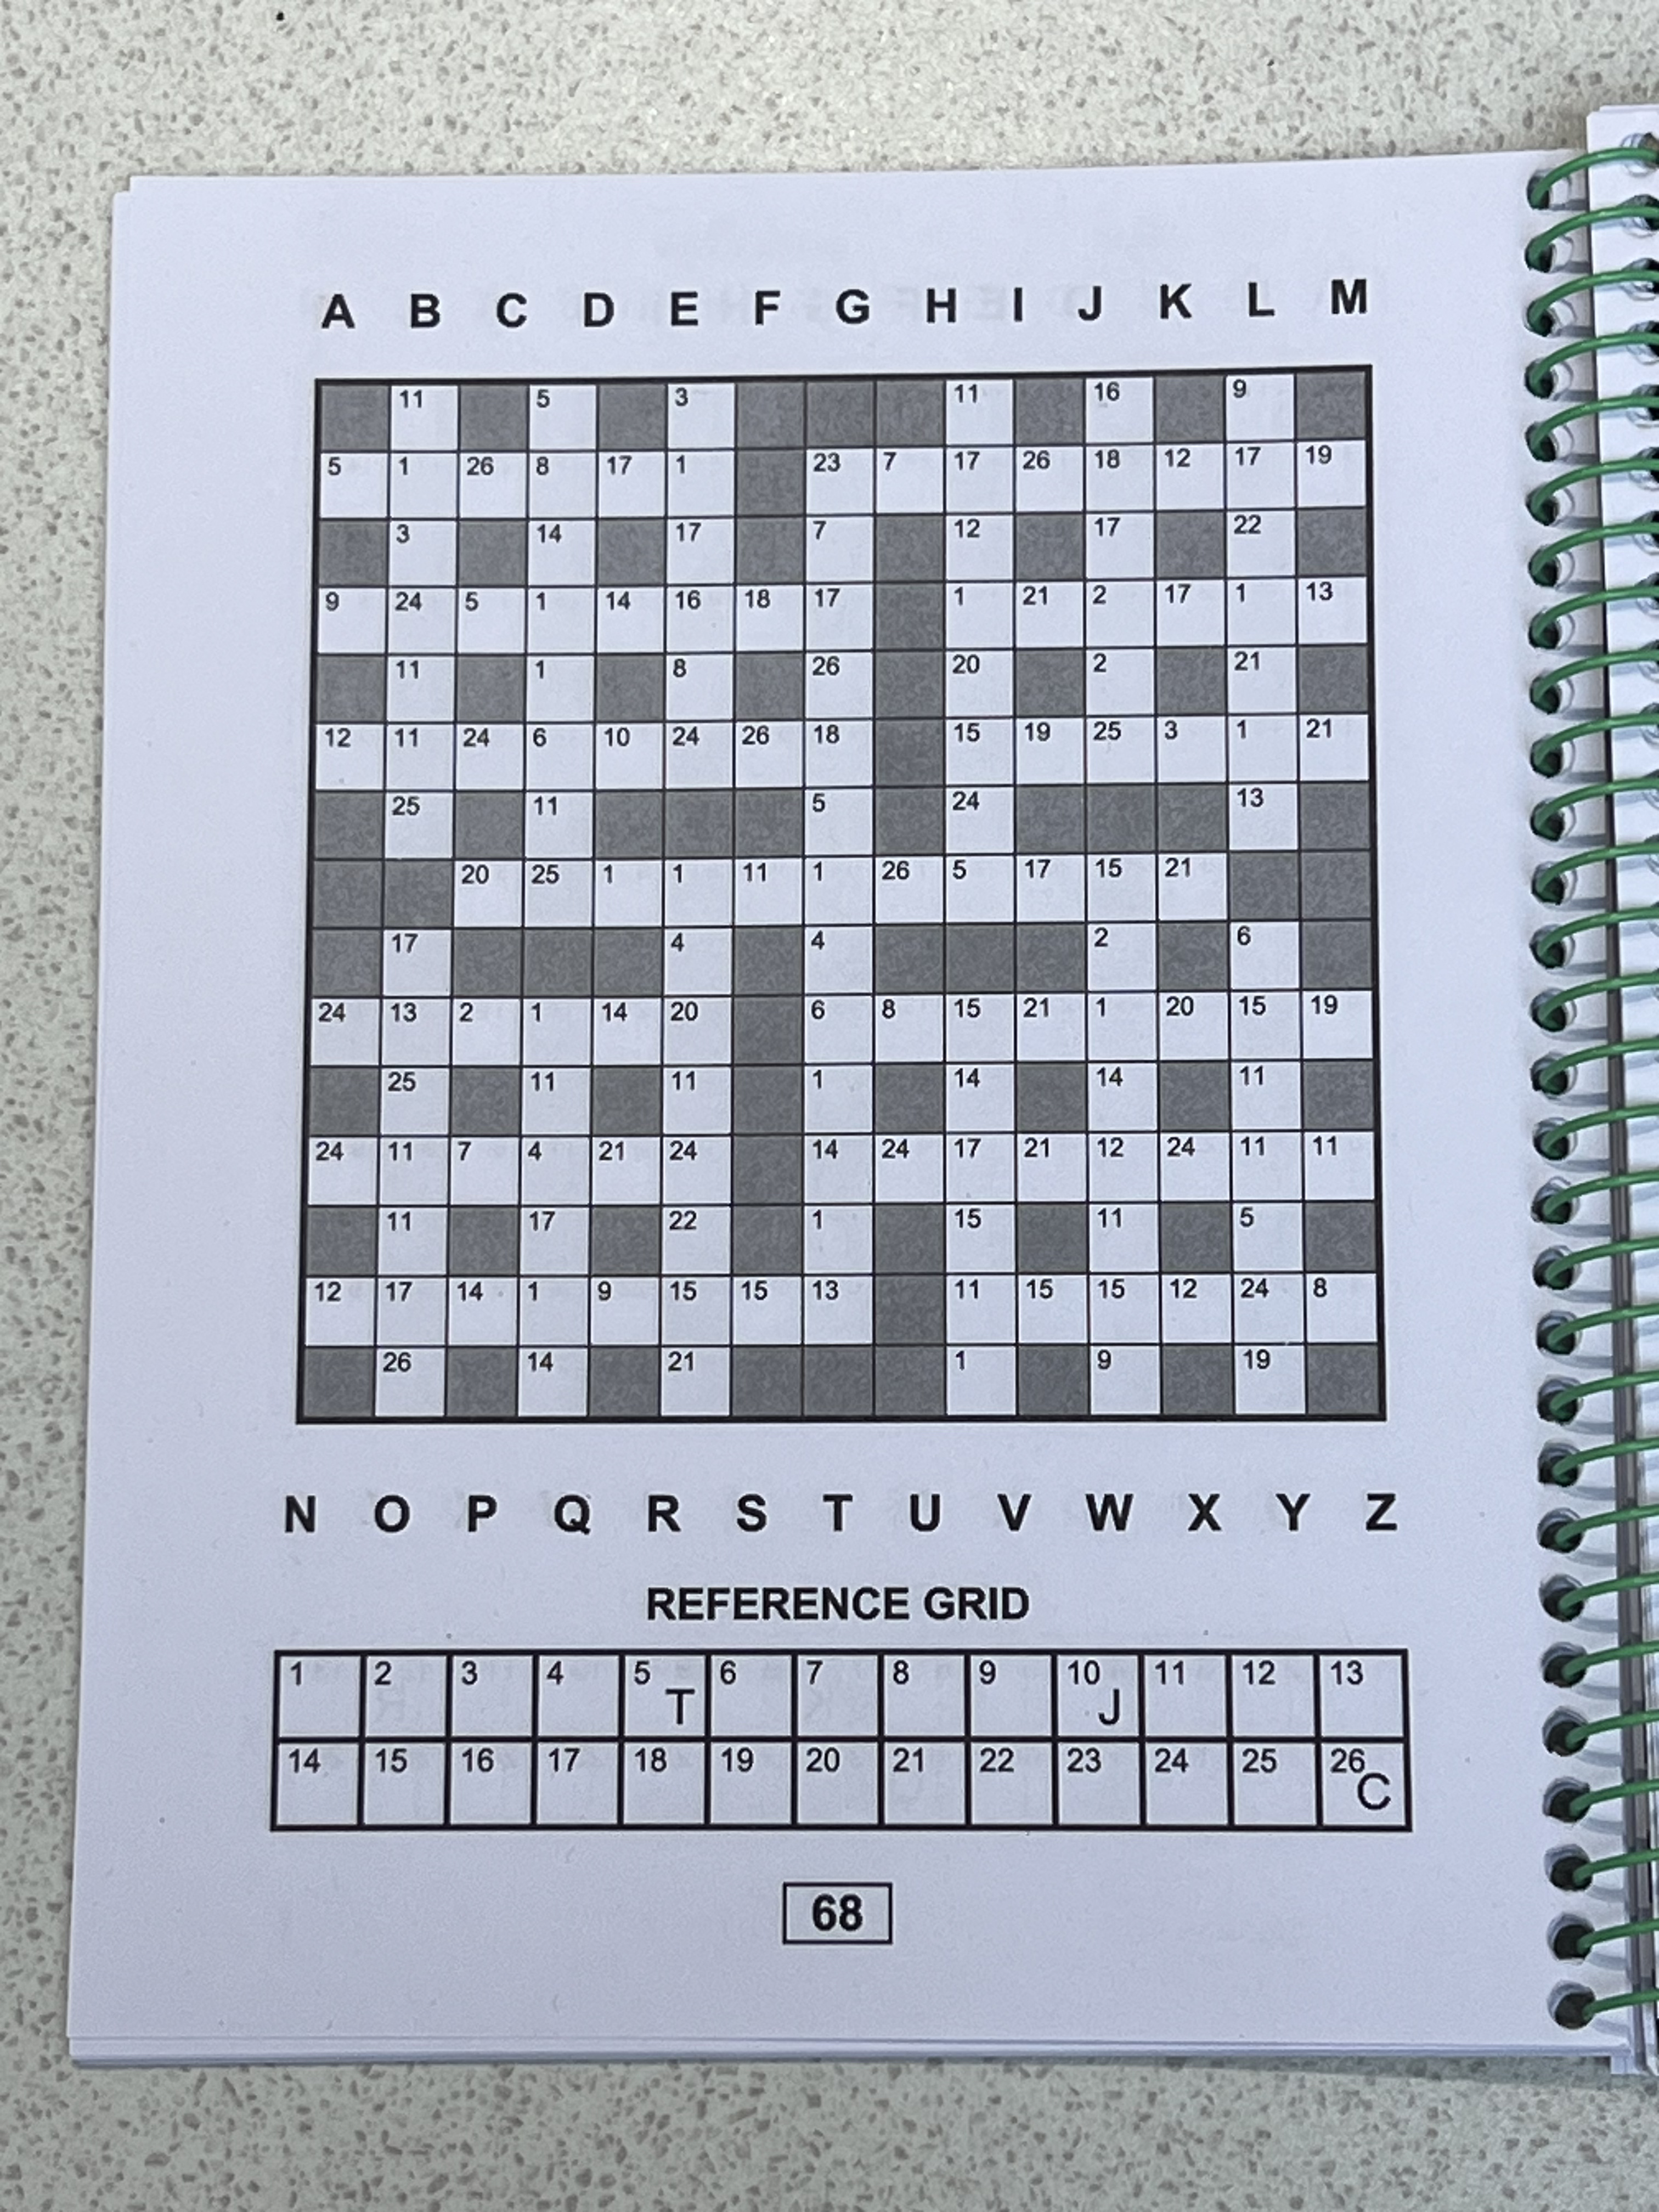 A B C D E F G H I J K L M
11 5 3 11 16 9
5 1 26 8 17 1 23 7 17 26 18 12 17 19
3 14 17 7 12 17 22
9 24 5 1 14 16 18 17 1 21 2 17 1 13
11 1 8 26 20 2 21
12 11 24 6 10 24 26 18 15 19 25 3 1 21
25 11 5 24 13
20 25 1 1 11 1 26 5 17 15 21
17 4 4 2 6
24 13 2 1 14 20 6 8 15 21 1 20 15 19
25 11 11 1 14 14 11
24 11 7 4 21 24 14 24 17 21 12 24 11 11
11 17 22 1 15 11 5
12 17 14 1 9 15 15 13 11 15 15 12 24 8
26 14 21 1 9 19
N O P Q R S T U V W X Y Z
REFERENCE GRID
1 2 3 4 5 T 6 7 8 9 10 J 11 12 13
14 15 16 17 18 19 20 21 22 23 24 25 26 C
68